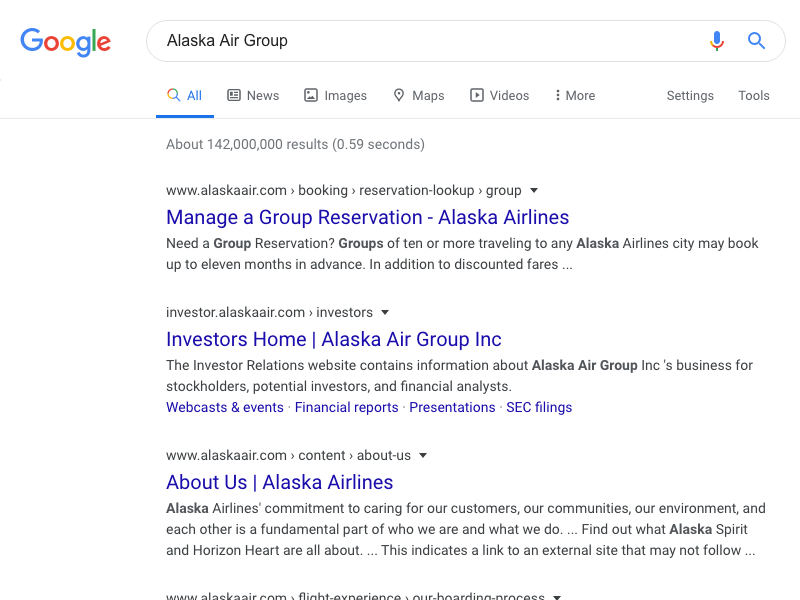 Google
Alaska Air Group
All News Images Maps Videos More Settings Tools
About 142,000,000 results (0.59 seconds)
www.alaskaair.com › booking › reservation-lookup › group
Manage a Group Reservation - Alaska Airlines
Need a Group Reservation? Groups of ten or more traveling to any Alaska Airlines city may book
up to eleven months in advance. In addition to discounted fares ...
investor.alaskaair.com › investors
Investors Home | Alaska Air Group Inc
The Investor Relations website contains information about Alaska Air Group Inc 's business for
stockholders, potential investors, and financial analysts.
Webcasts & events · Financial reports · Presentations · SEC filings
www.alaskaair.com › content › about-us
About Us | Alaska Airlines
Alaska Airlines' commitment to caring for our customers, our communities, our environment, and
each other is a fundamental part of who we are and what we do. ... Find out what Alaska Spirit
and Horizon Heart are all about. ... This indicates a link to an external site that may not follow ...
www.alaskaair.com › flight-experience › our-boarding-process